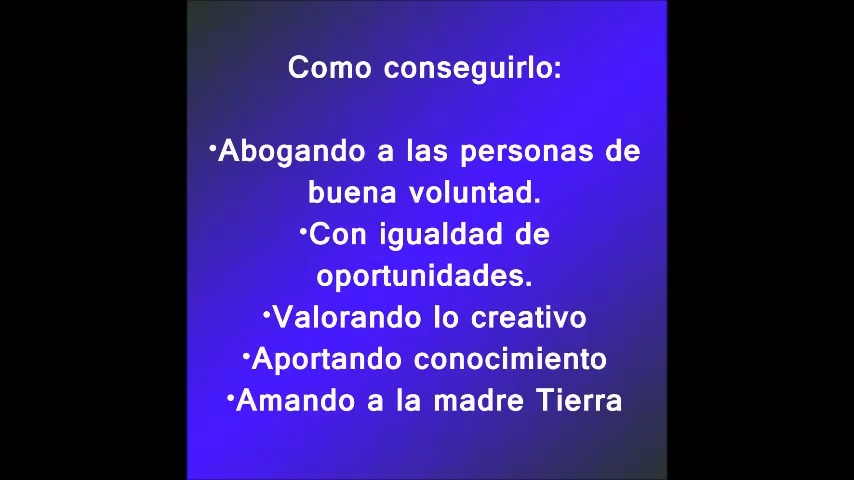 Como conseguirlo:
•Abogando a las personas de
buena voluntad.
•Con igualdad de
oportunidades.
•Valorando lo creativo
•Aportando conocimiento
•Amando a la madre Tierra